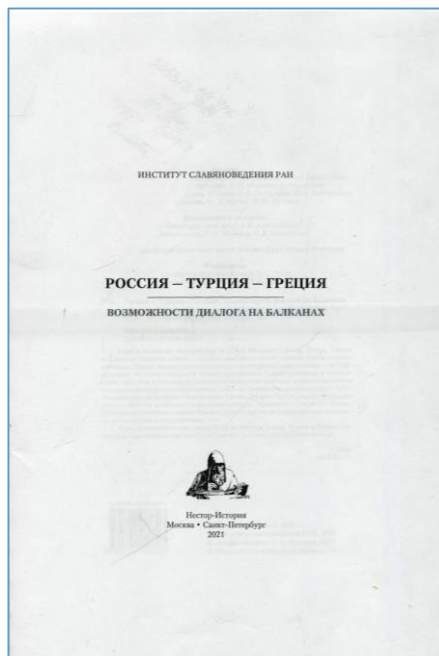 ИНСТИТУТ СЛАВЯНОВЕДЕНИЯ РАН
РОССИЯ – ТУРЦИЯ – ГРЕЦИЯ
ВОЗМОЖНОСТИ ДИАЛОГА НА БАЛКАНАХ
Нестор-История
Москва • Санкт-Петербург
2021